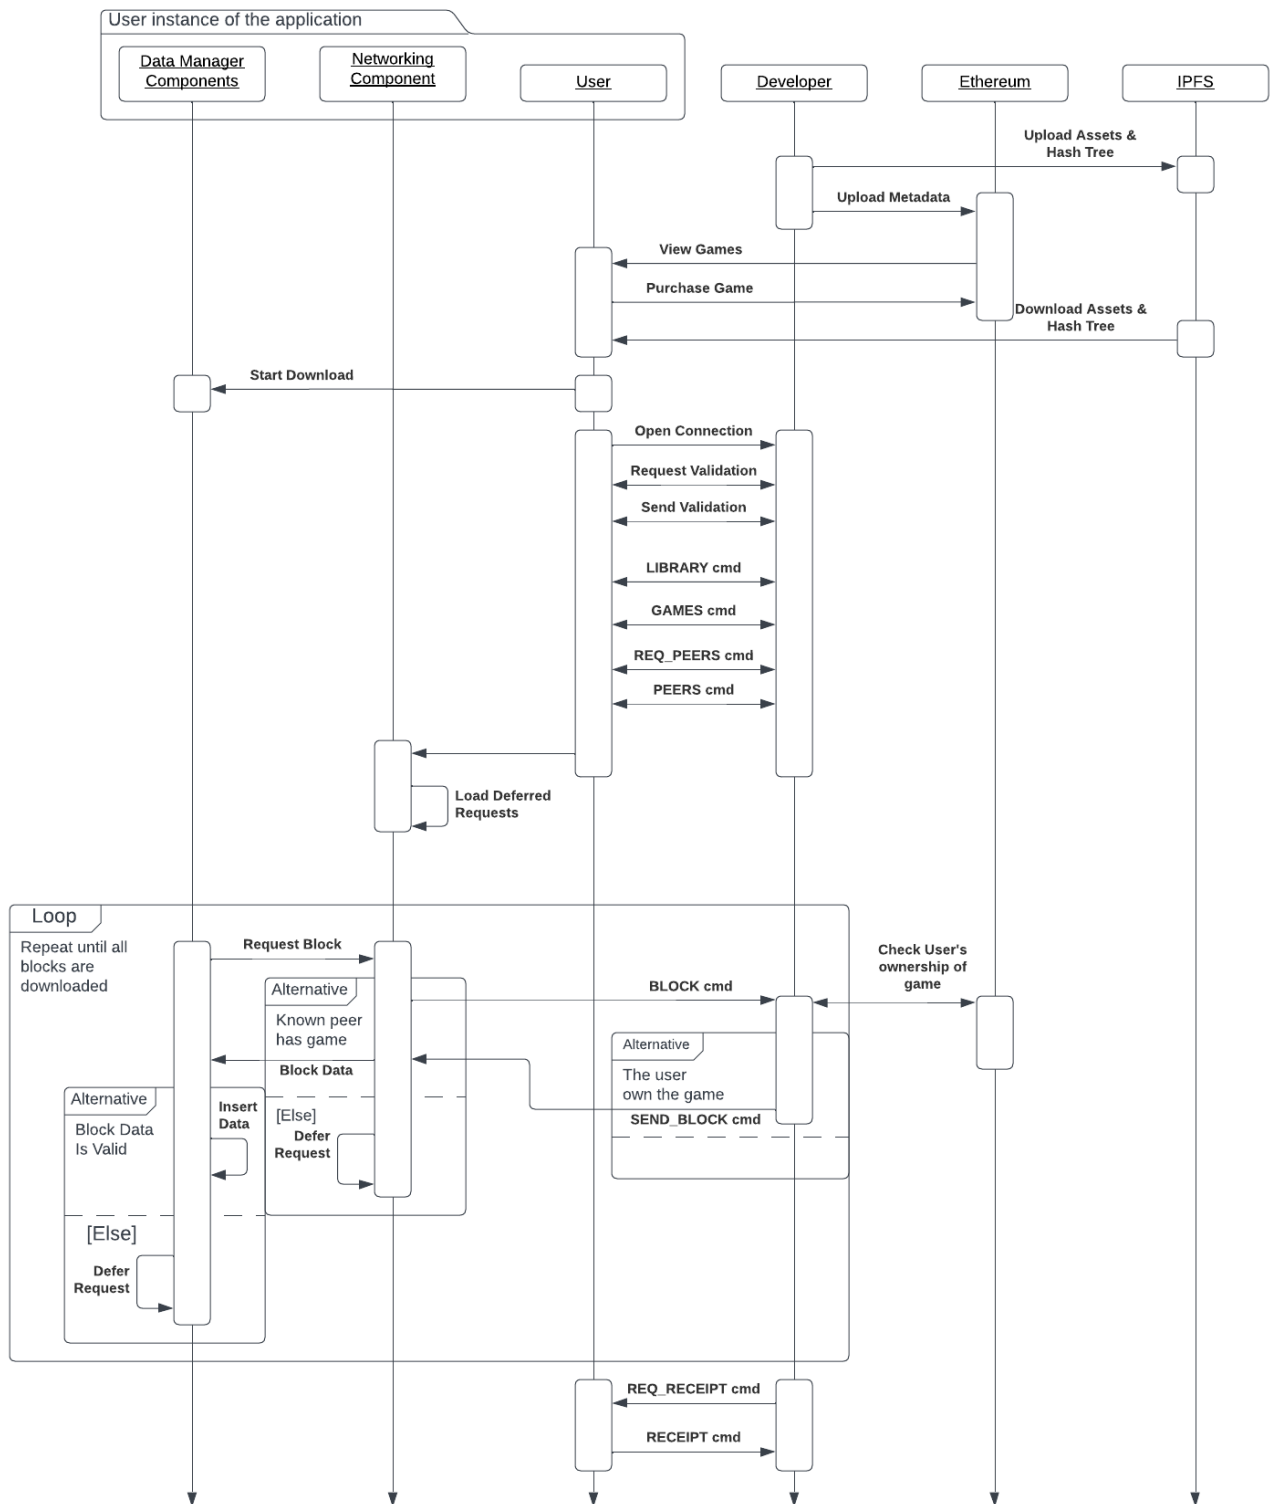 User instance of the application
Data Manager
Components
Networking
Component
User
Developer
Ethereum
IPFS
Upload Assets &
Hash Tree
Upload Metadata
View Games
Purchase Game
Download Assets &
Hash Tree
Start Download
Open Connection
Request Validation
Send Validation
LIBRARY cmd
GAMES cmd
REQ_PEERS cmd
PEERS cmd
Load Deferred
Requests
Loop
Repeat until all
blocks are
downloaded
Request Block
Check User's
ownership of
game
Alternative
BLOCK cmd
Known peer
has game
Alternative
Block Data
The user
own the game
Alternative
Insert
Data
[Else]
SEND_BLOCK cmd
Block Data
Is Valid
Defer
Request
[Else]
Defer
Request
REQ_RECEIPT cmd
RECEIPT cmd